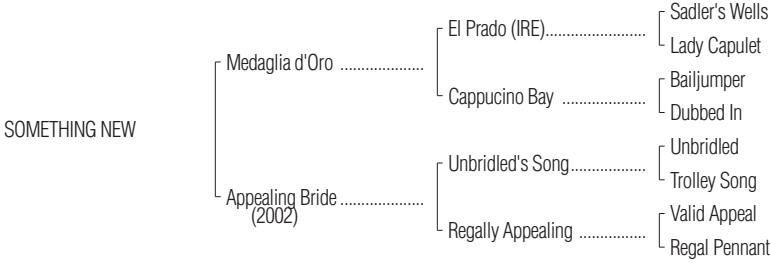 Sadler's Wells
El Prado (IRE)........................
Lady Capulet
Medaglia d'Oro ....................
Bailjumper
Cappucino Bay ....................
Dubbed In
SOMETHING NEW
Unbridled
Unbridled's Song..................
Trolley Song
Appealing Bride ....................
(2002)
Valid Appeal
Regally Appealing ................
Regal Pennant